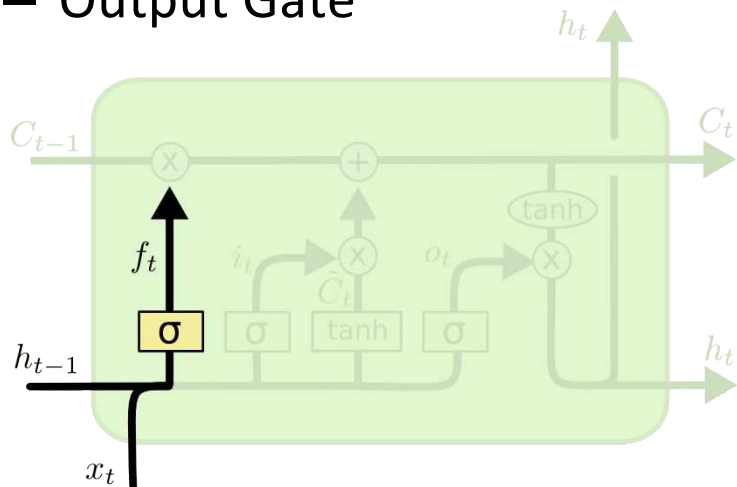 – Output Gate
h_t
C_{t-1}
x
+
C_t
tanh
f_t
i_t
x
o_t
x
C̃_t
σ
σ
tanh
σ
h_{t-1}
h_t
x_t